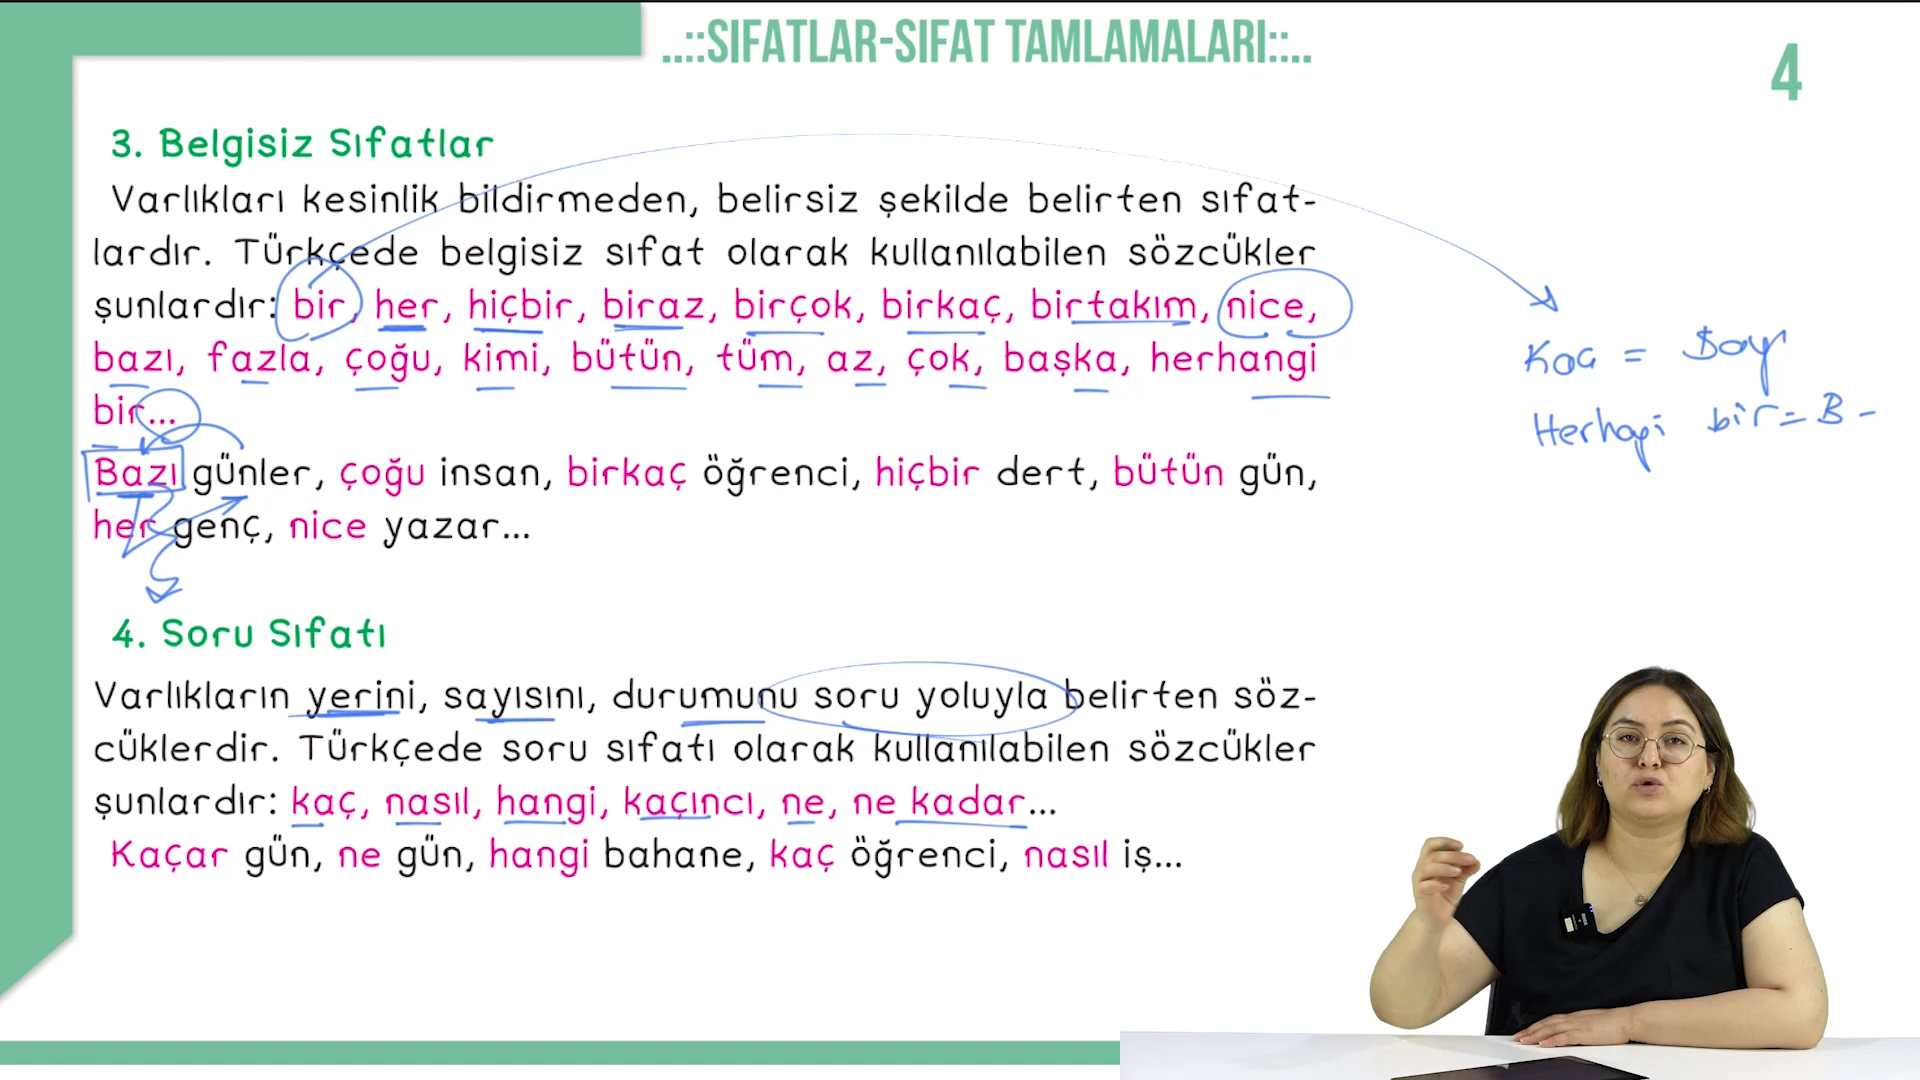 ..::SIFATLAR-SIFAT TAMLAMALARI::..
4
3. Belgisiz Sıfatlar
Varlıkları kesinlik bildirmeden, belirsiz şekilde belirten sıfat-
lardır. Türkçede belgisiz sıfat olarak kullanılabilen sözcükler
şunlardır: bir, her, hiçbir, biraz, birçok, birkaç, birtakım, nice,
bazı, fazla, çoğu, kimi, bütün, tüm, az, çok, başka, herhangi
bir...
Bazı günler, çoğu insan, birkaç öğrenci, hiçbir dert, bütün gün,
her genç, nice yazar...
Kaç = Say
bir = B -
4. Soru Sıfatı
Varlıkların yerini, sayısını, durumunu soru yoluyla belirten söz-
cüklerdir. Türkçede soru sıfatı olarak kullanılabilen sözcükler
şunlardır: kaç, nasıl, hangi, kaçıncı, ne, ne kadar...
Kaçar gün, ne gün, hangi bahane, kaç öğrenci, nasıl iş...